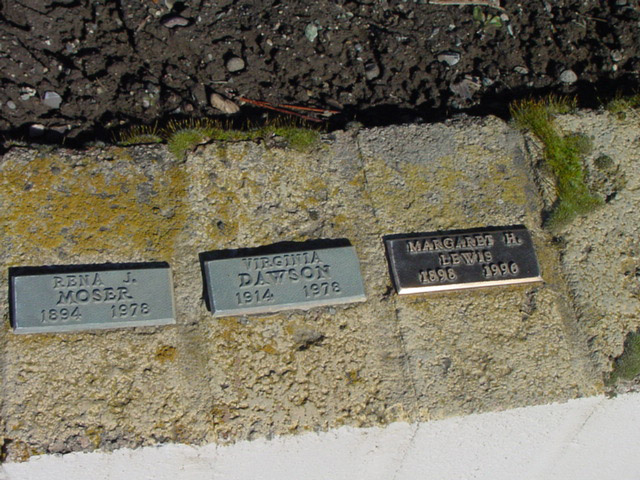 RENA J.
MOSER
1894 1978
VIRGINIA
DAWSON
1914 1978
MARGARET H.
LEWIS
1898 1996